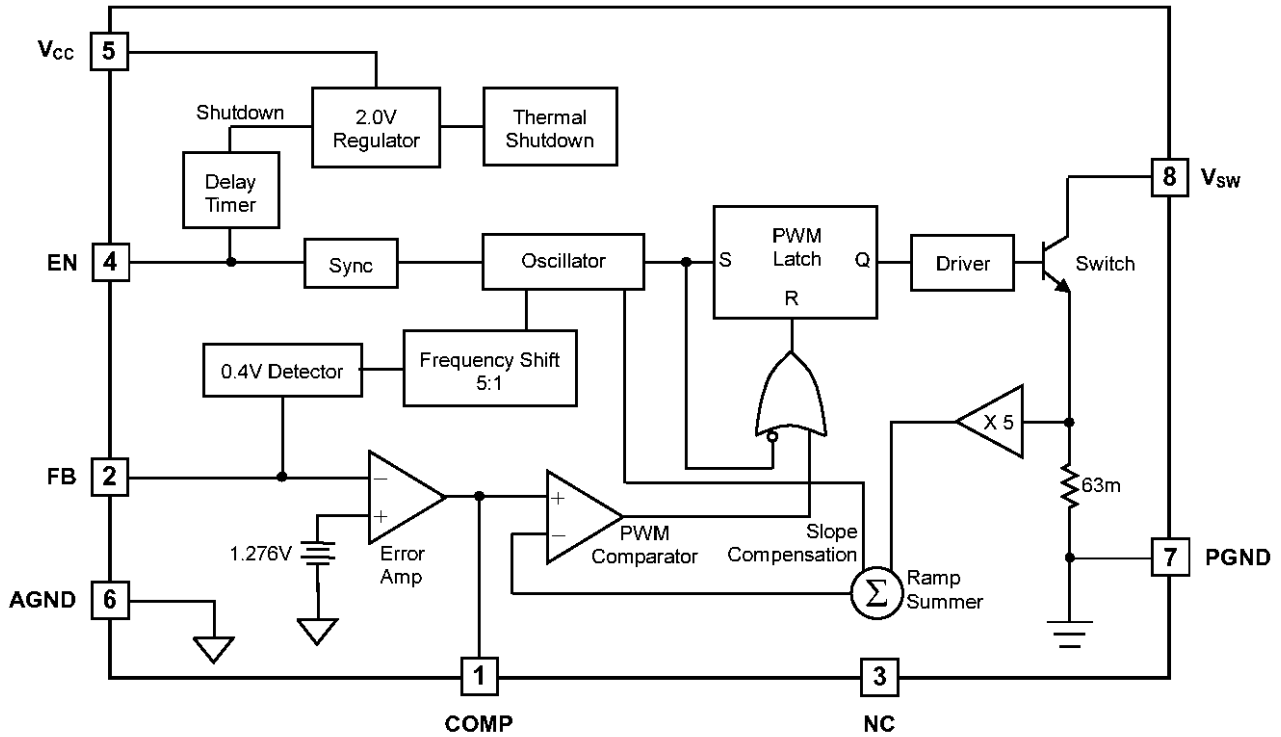 V_CC
5
Shutdown
2.0V
Regulator
Thermal
Shutdown
Delay
Timer
8
V_SW
EN
4
Sync
Oscillator
S
PWM
Latch
Q
R
Driver
Switch
0.4V Detector
Frequency Shift
5:1
X 5
FB
2
−
+
1.276V
Error
Amp
+
−
PWM
Comparator
Slope
Compensation
63m
Σ
Ramp
Summer
7
PGND
AGND
6
1
COMP
3
NC